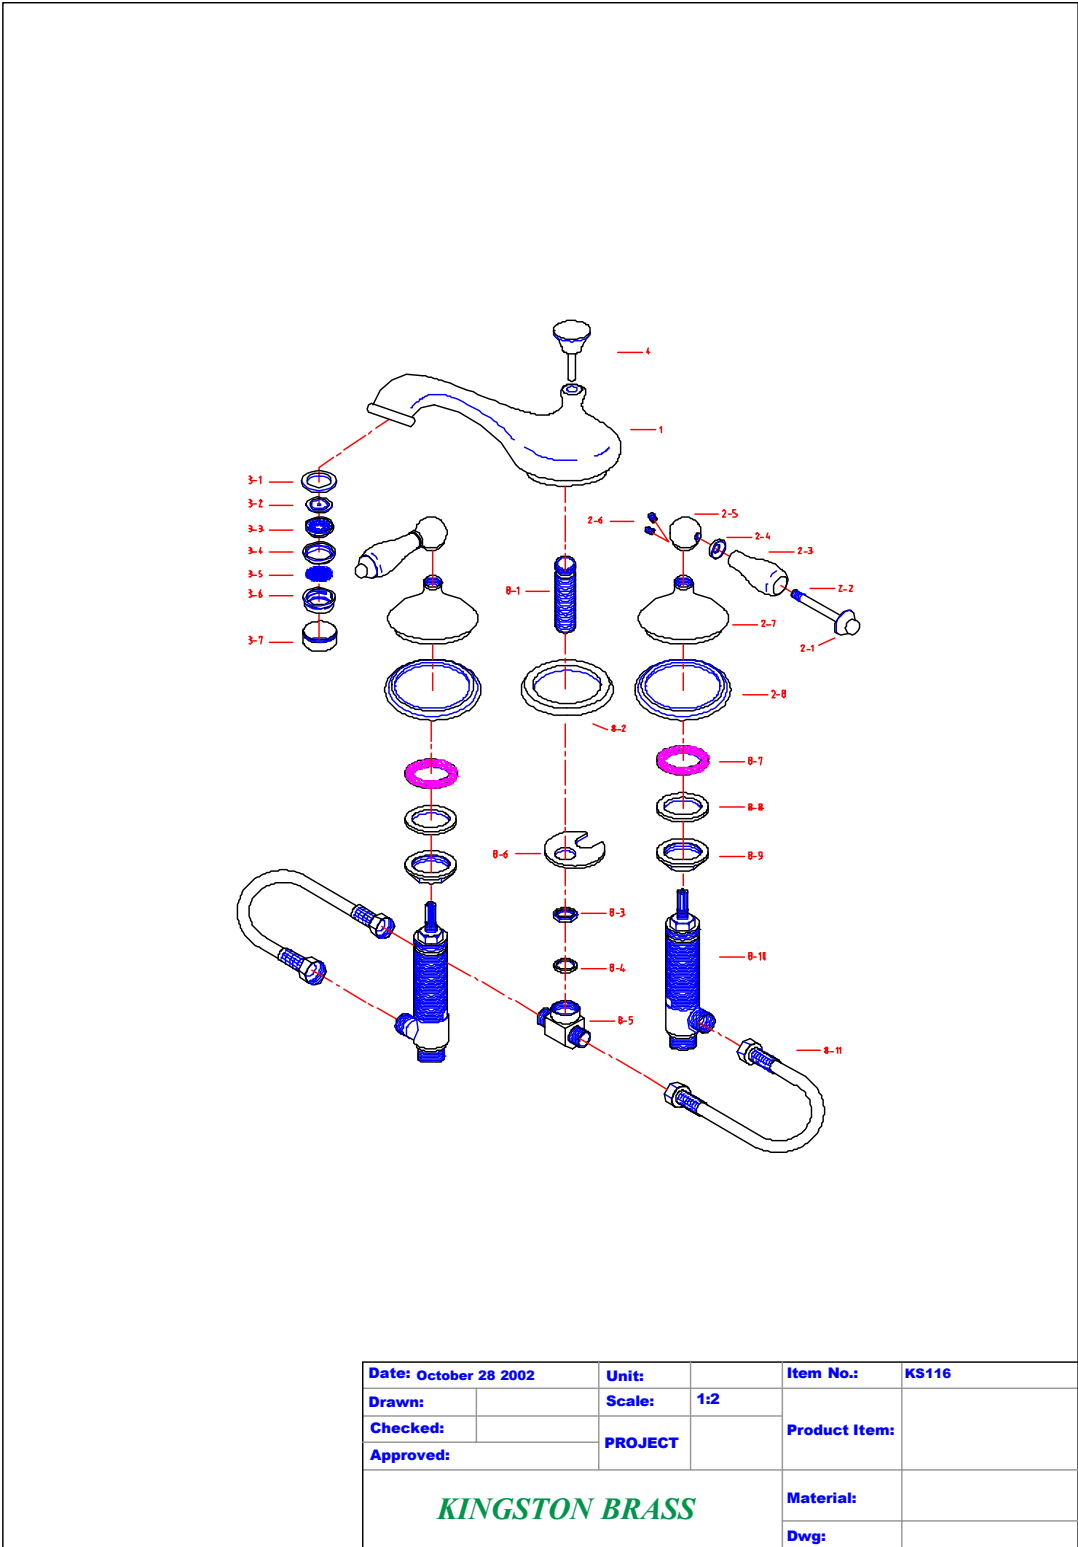 4
1
3-1
3-2
3-3
3-4
3-5
3-6
3-7
2-6
2-5
2-4
2-3
2-2
2-1
2-7
2-8
8-1
8-2
8-7
8-8
8-9
8-6
8-3
8-4
8-5
8-10
8-11
Date: October 28 2002
Unit:
Item No.: KS116
Drawn:
Scale: 1:2
Checked:
PROJECT
Product Item:
Approved:
KINGSTON BRASS
Material:
Dwg: